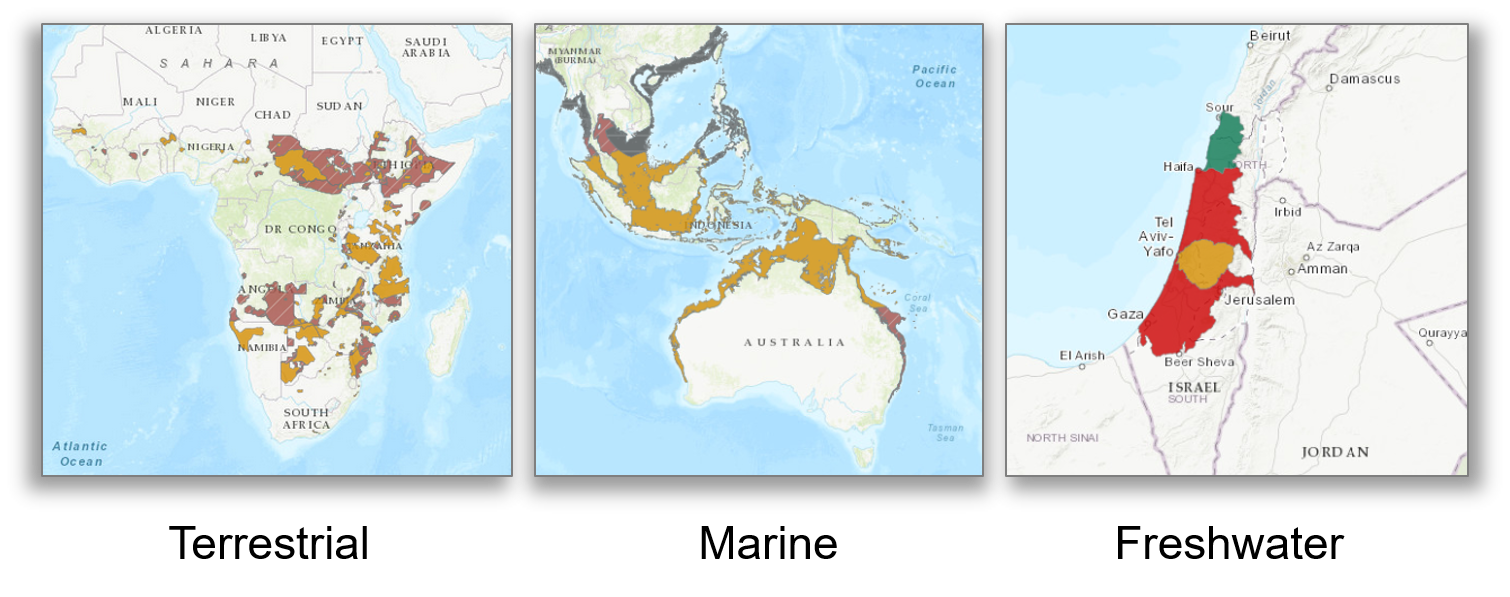 ALGERIA
LIBYA
EGYPT
SAUDI
ARABIA
SAHARA
MALI
NIGER
CHAD
SUDAN
NIGERIA
ETHIOPIA
DR CONGO
TANZANIA
ANGOLA
ZAMBIA
NAMIBIA
SOUTH
AFRICA
Atlantic
Ocean
MYANMAR
(BURMA)
Pacific
Ocean
INDONESIA
Coral
Sea
AUSTRALIA
Tasman
Sea
Beirut
Damascus
Jordan
Sour
Haifa
ORTH
Irbid
Tel
Aviv-
Yafo
Az Zarqa
Amman
Jerusalem
Gaza
Qurayya
El Arish
Beer Sheva
ISRAEL
SOUTH
NORTH SINAI
JORDAN
Terrestrial
Marine
Freshwater